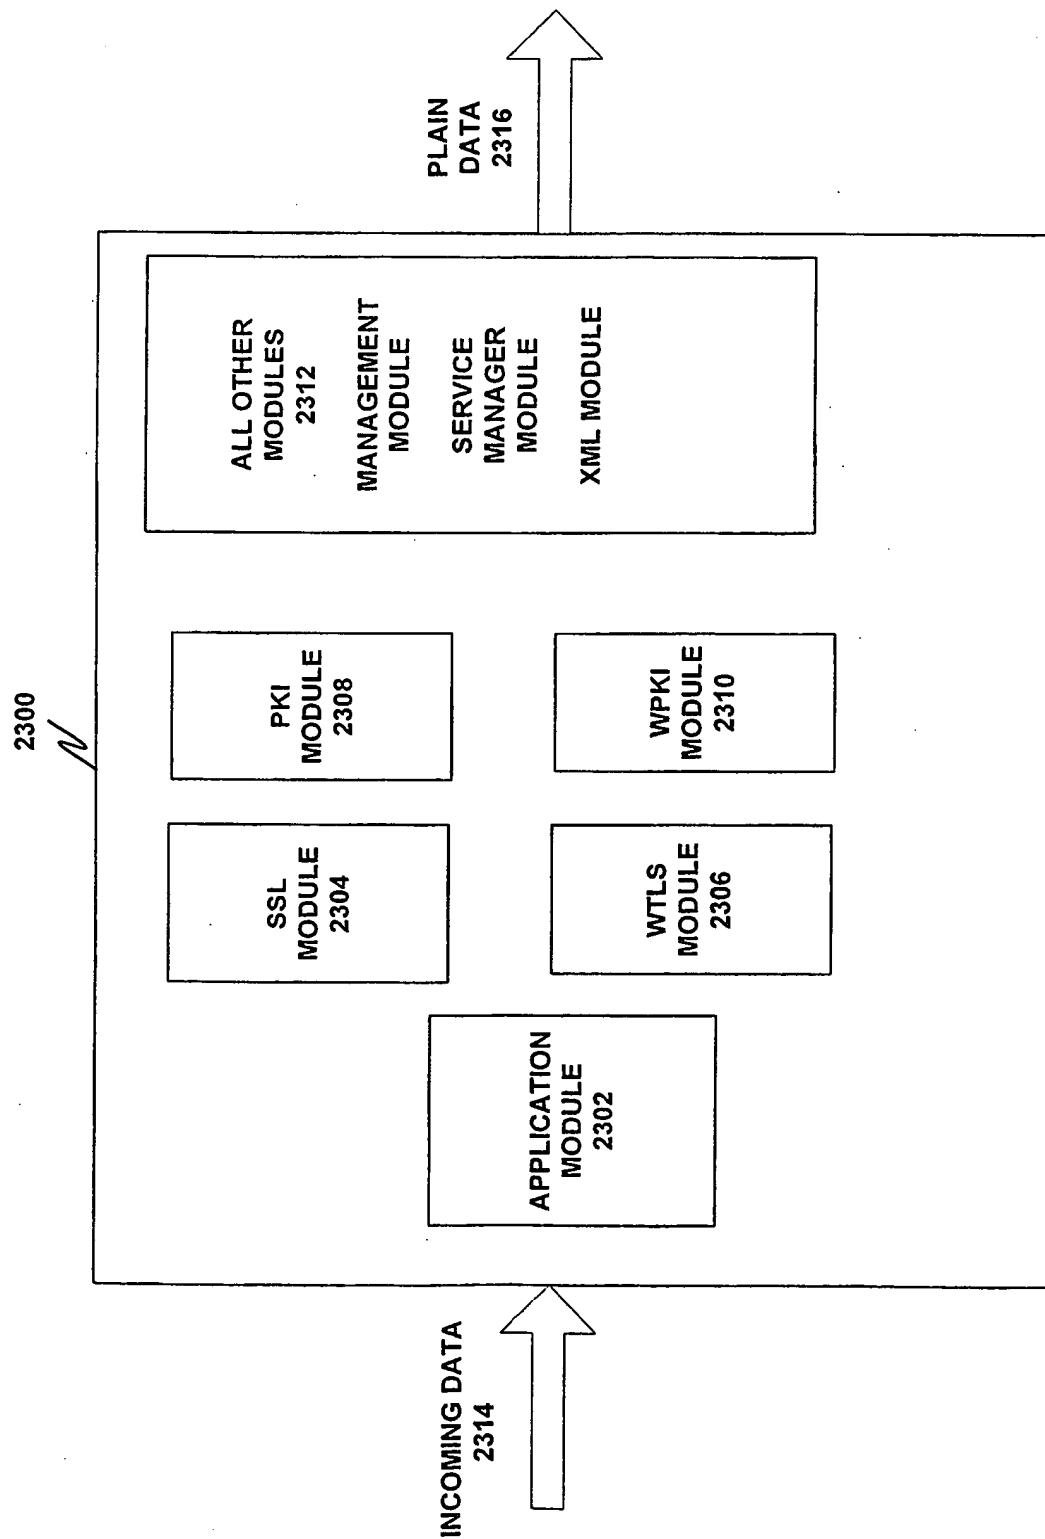 2300
INCOMING DATA
2314
APPLICATION
MODULE
2302
SSL
MODULE
2304
WTLS
MODULE
2306
PKI
MODULE
2308
WPKI
MODULE
2310
ALL OTHER
MODULES
2312
MANAGEMENT
MODULE
SERVICE
MANAGER
MODULE
XML MODULE
PLAIN
DATA
2316